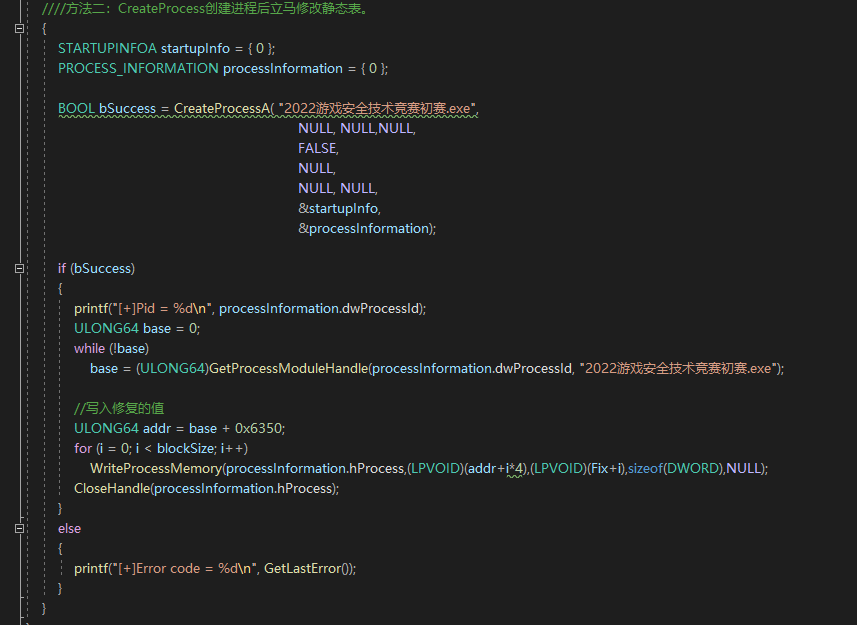 ////方法二：CreateProcess创建进程后立马修改静态表。
{
STARTUPINFOA startupInfo = { 0 };
PROCESS_INFORMATION processInformation = { 0 };
BOOL bSuccess = CreateProcessA( "2022游戏安全技术竞赛初赛.exe",
NULL, NULL,NULL,
FALSE,
NULL,
NULL, NULL,
&startupInfo,
&processInformation);
if (bSuccess)
{
printf("[+]Pid = %d\n", processInformation.dwProcessId);
ULONG64 base = 0;
while (!base)
base = (ULONG64)GetProcessModuleHandle(processInformation.dwProcessId, "2022游戏安全技术竞赛初赛.exe");
//写入修复的值
ULONG64 addr = base + 0x6350;
for (i = 0; i < blockSize; i++)
WriteProcessMemory(processInformation.hProcess,(LPVOID)(addr+i*4),(LPVOID)(Fix+i),sizeof(DWORD),NULL);
CloseHandle(processInformation.hProcess);
}
else
{
printf("[+]Error code = %d\n", GetLastError());
}
}